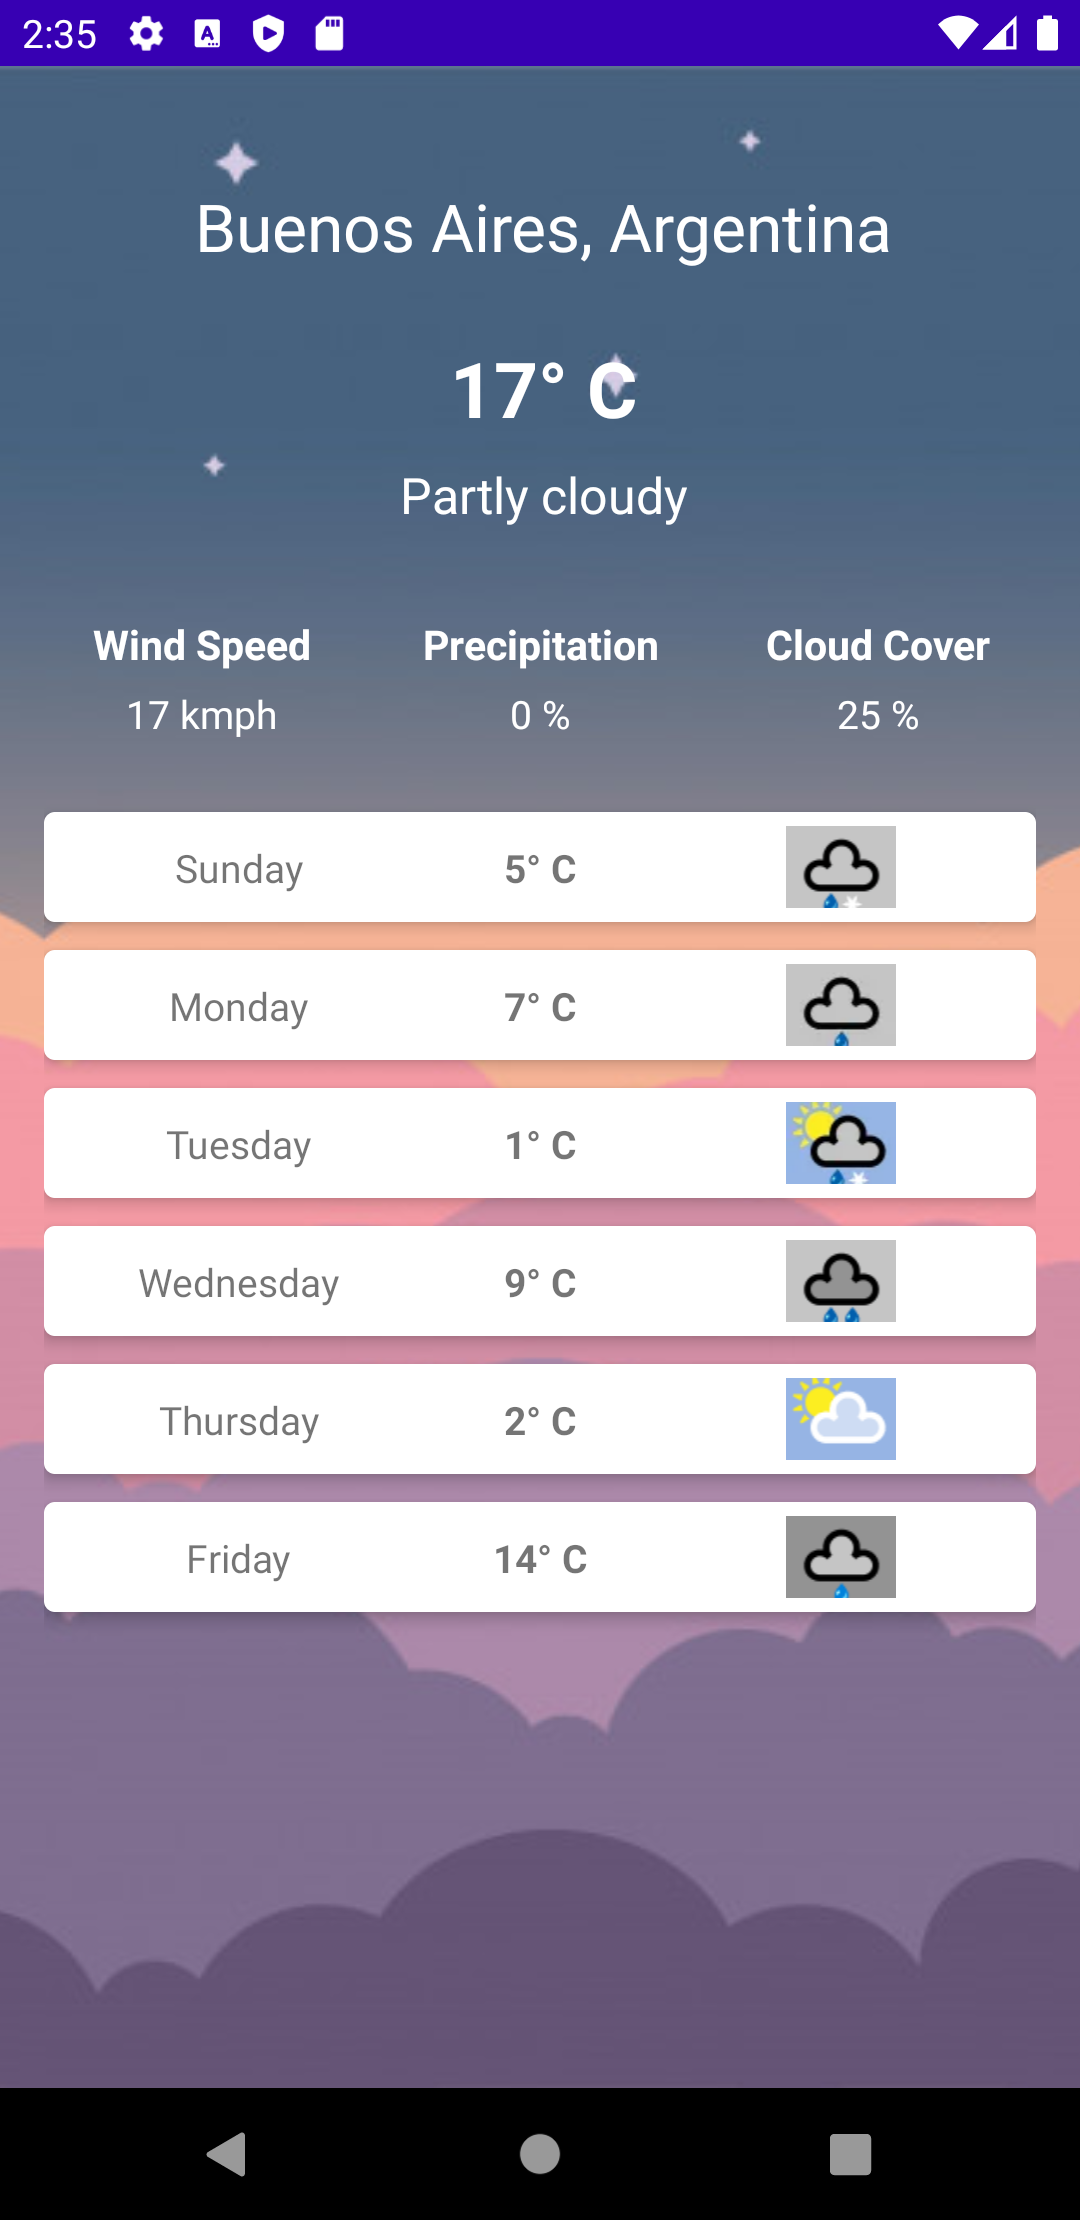 2:35
Buenos Aires, Argentina
17° C
Partly cloudy
Wind Speed Precipitation Cloud Cover
17 kmph 0 % 25 %
Sunday 5° C
Monday 7° C
Tuesday 1° C
Wednesday 9° C
Thursday 2° C
Friday 14° C